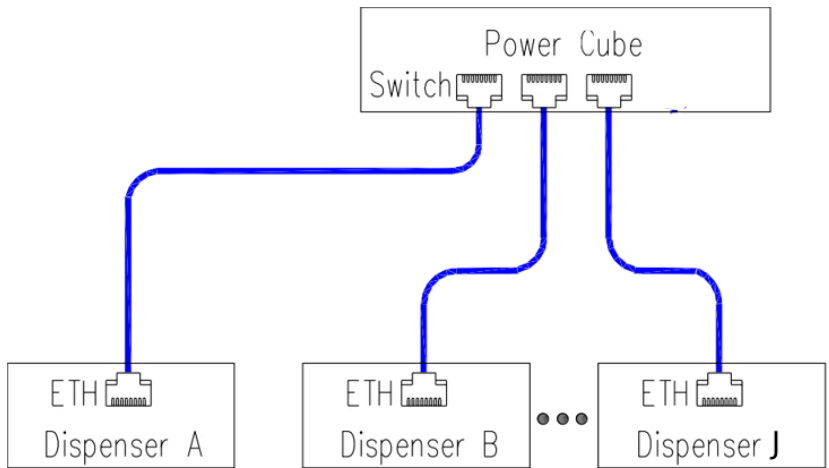 Power Cube
Switch
ETH
Dispenser A
ETH
Dispenser B
ETH
Dispenser J